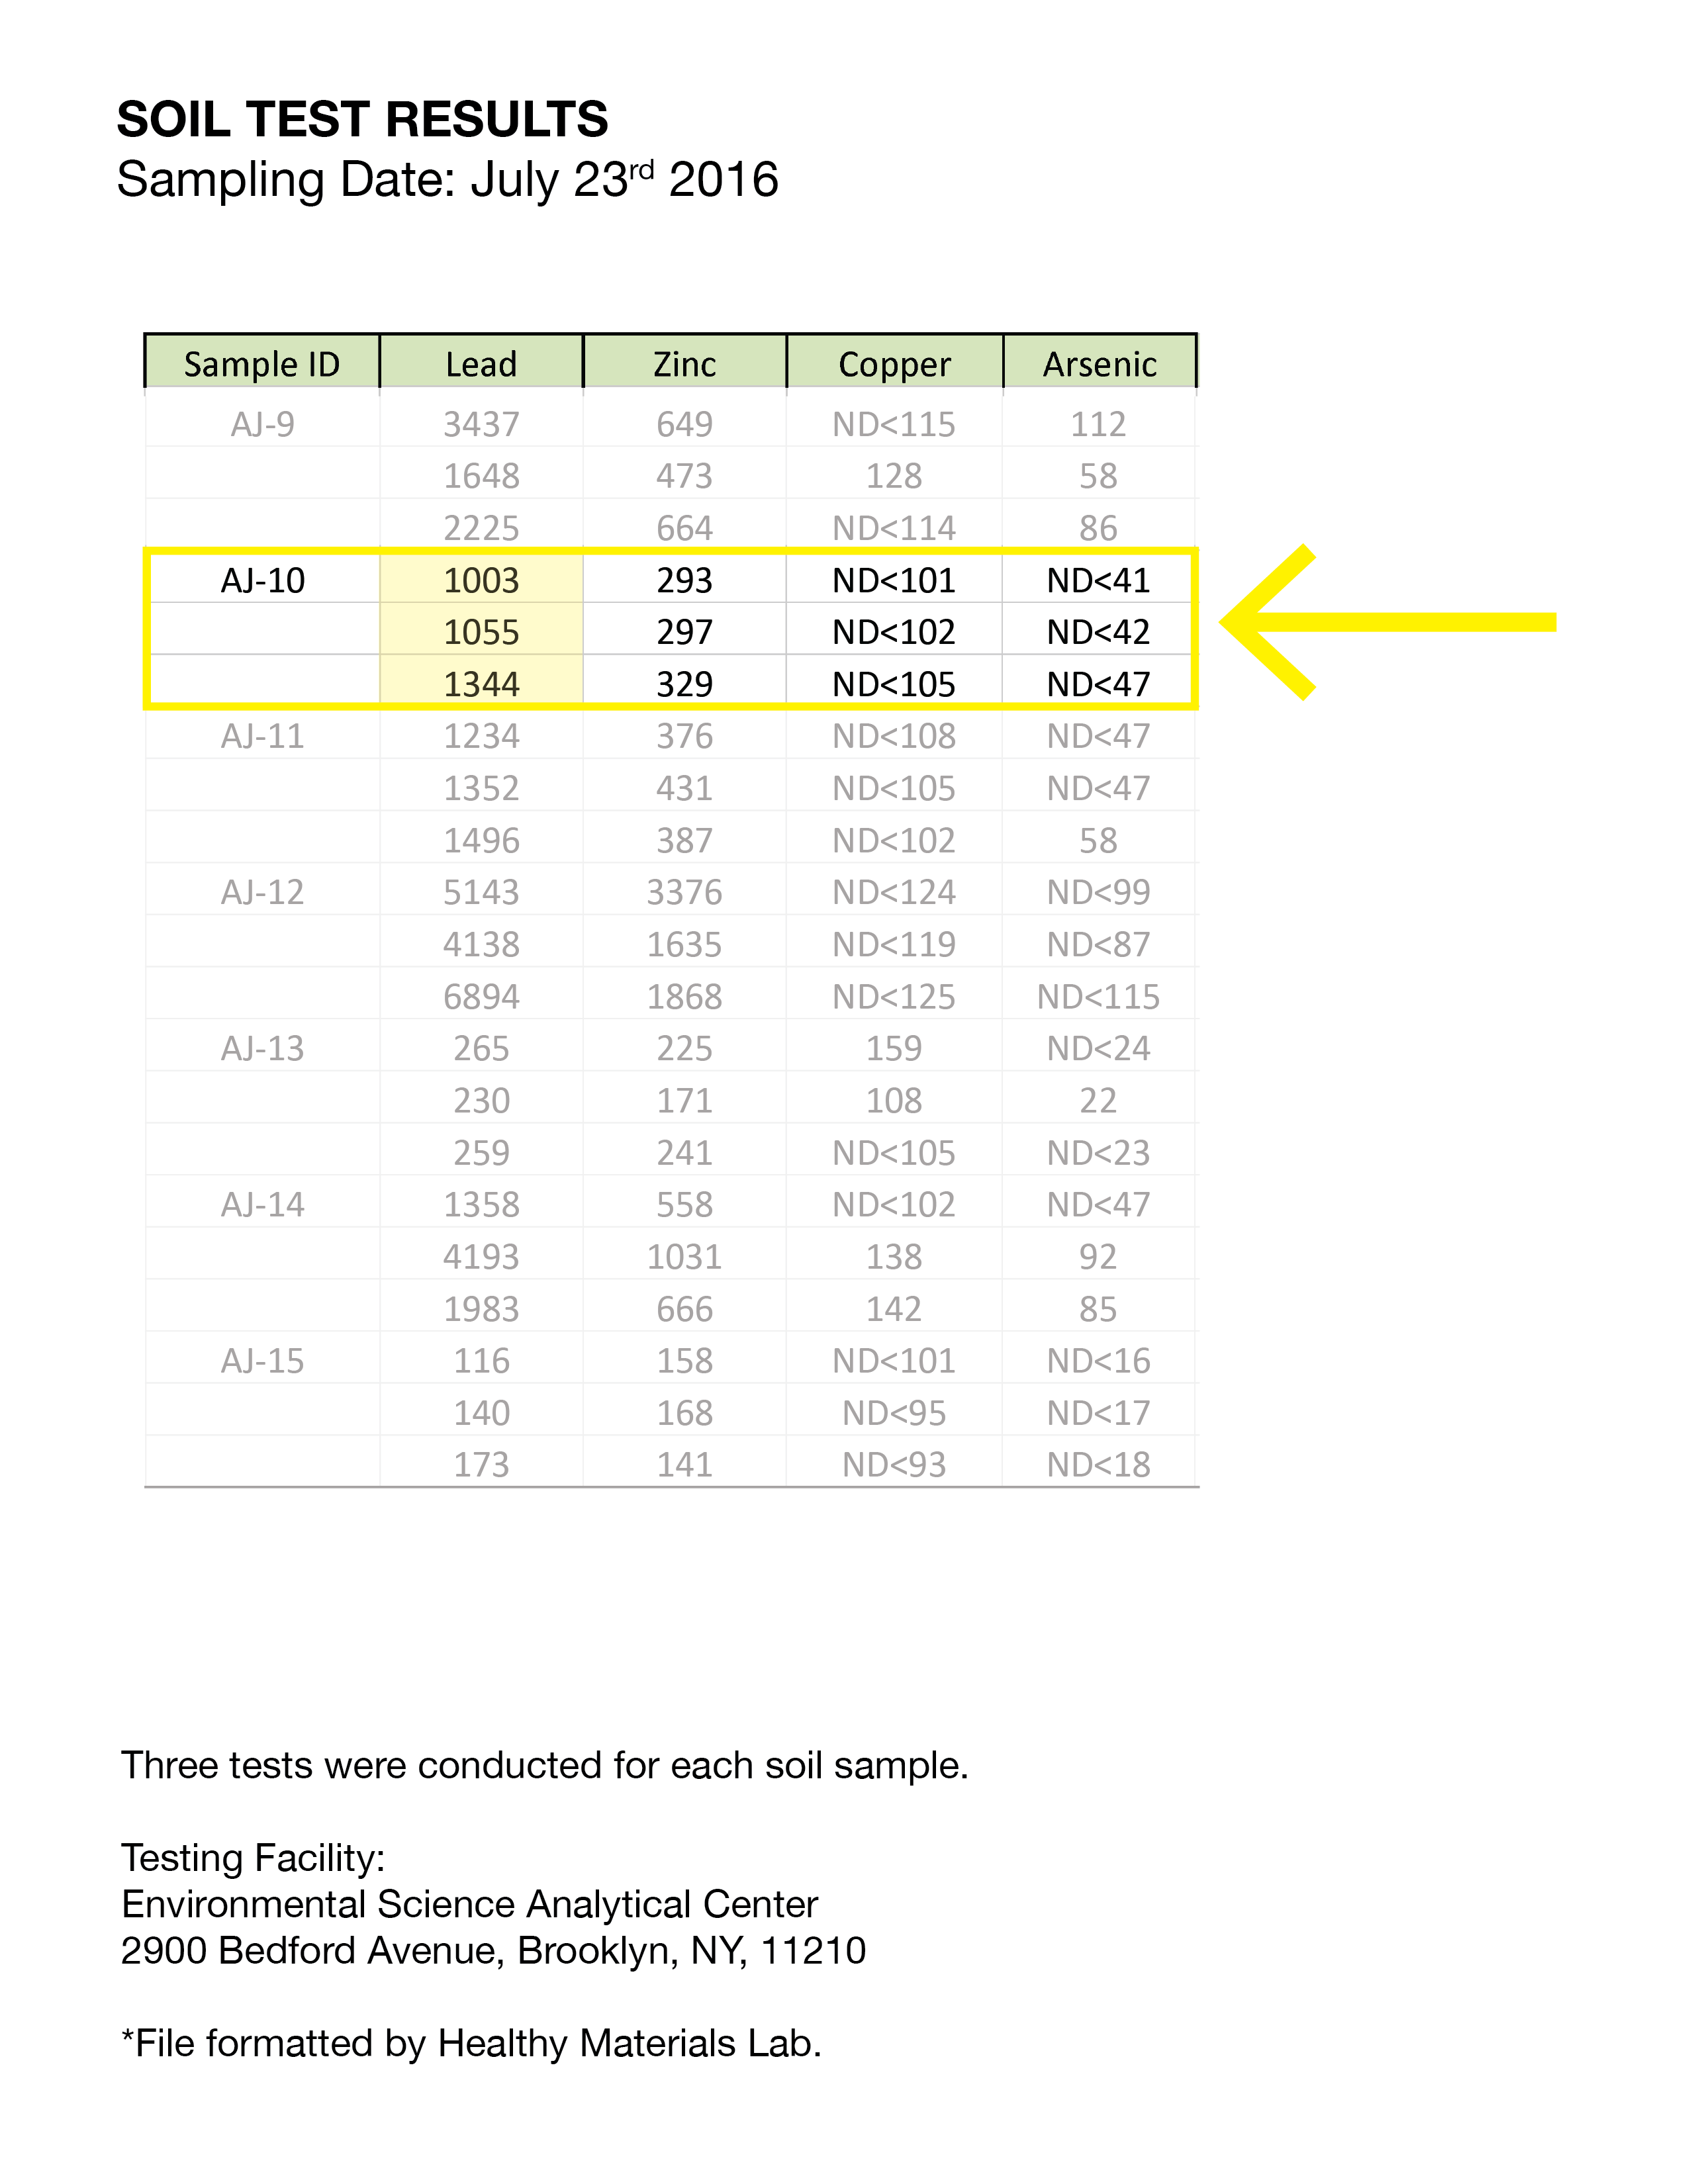 SOIL TEST RESULTS
Sampling Date: July 23rd 2016
Sample ID Lead Zinc Copper Arsenic
AJ-9 3437 649 ND<115 112
1648 473 128 58
2225 664 ND<114 86
AJ-10 1003 293 ND<101 ND<41
1055 297 ND<102 ND<42
1344 329 ND<105 ND<47
AJ-11 1234 376 ND<108 ND<47
1352 431 ND<105 ND<47
1496 387 ND<102 58
AJ-12 5143 3376 ND<124 ND<99
4138 1635 ND<119 ND<87
6894 1868 ND<125 ND<115
AJ-13 265 225 159 ND<24
230 171 108 22
259 241 ND<105 ND<23
AJ-14 1358 558 ND<102 ND<47
4193 1031 138 92
1983 666 142 85
AJ-15 116 158 ND<101 ND<16
140 168 ND<95 ND<17
173 141 ND<93 ND<18
Three tests were conducted for each soil sample.
Testing Facility:
Environmental Science Analytical Center
2900 Bedford Avenue, Brooklyn, NY, 11210
*File formatted by Healthy Materials Lab.